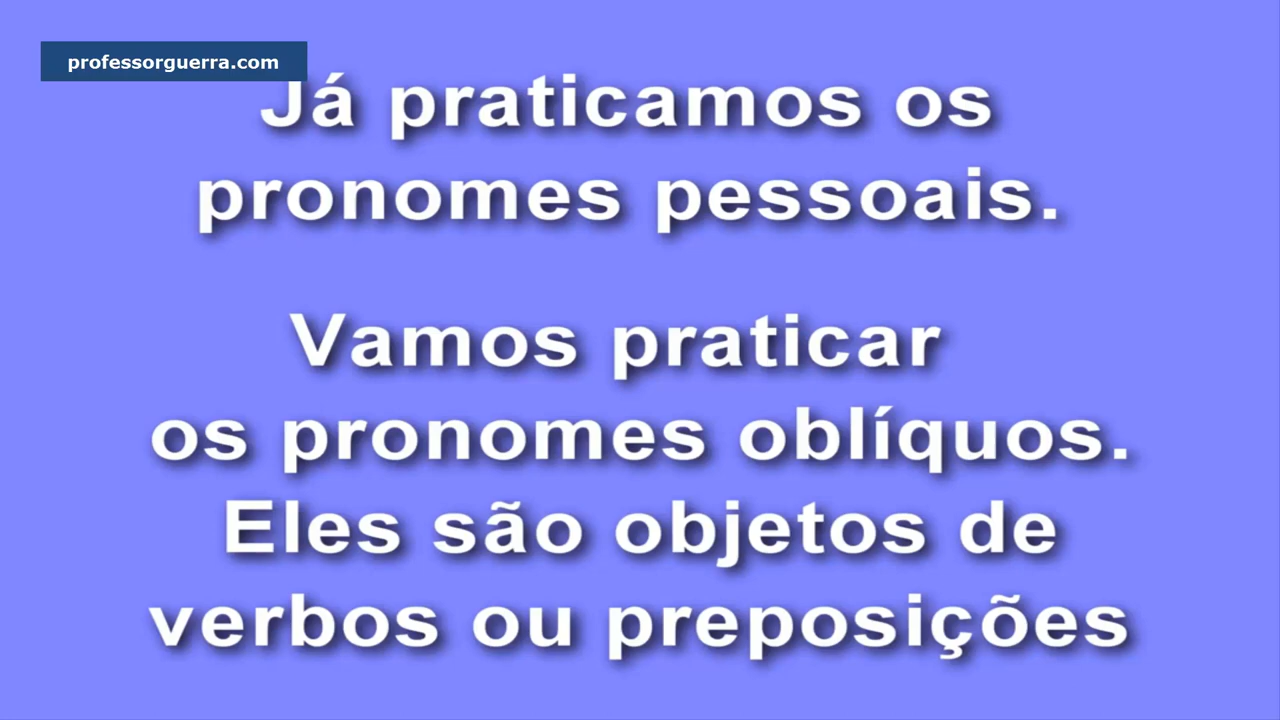 professorguerra.com
Já praticamos os
pronomes pessoais.
Vamos praticar
os pronomes oblíquos.
Eles são objetos de
verbos ou preposições